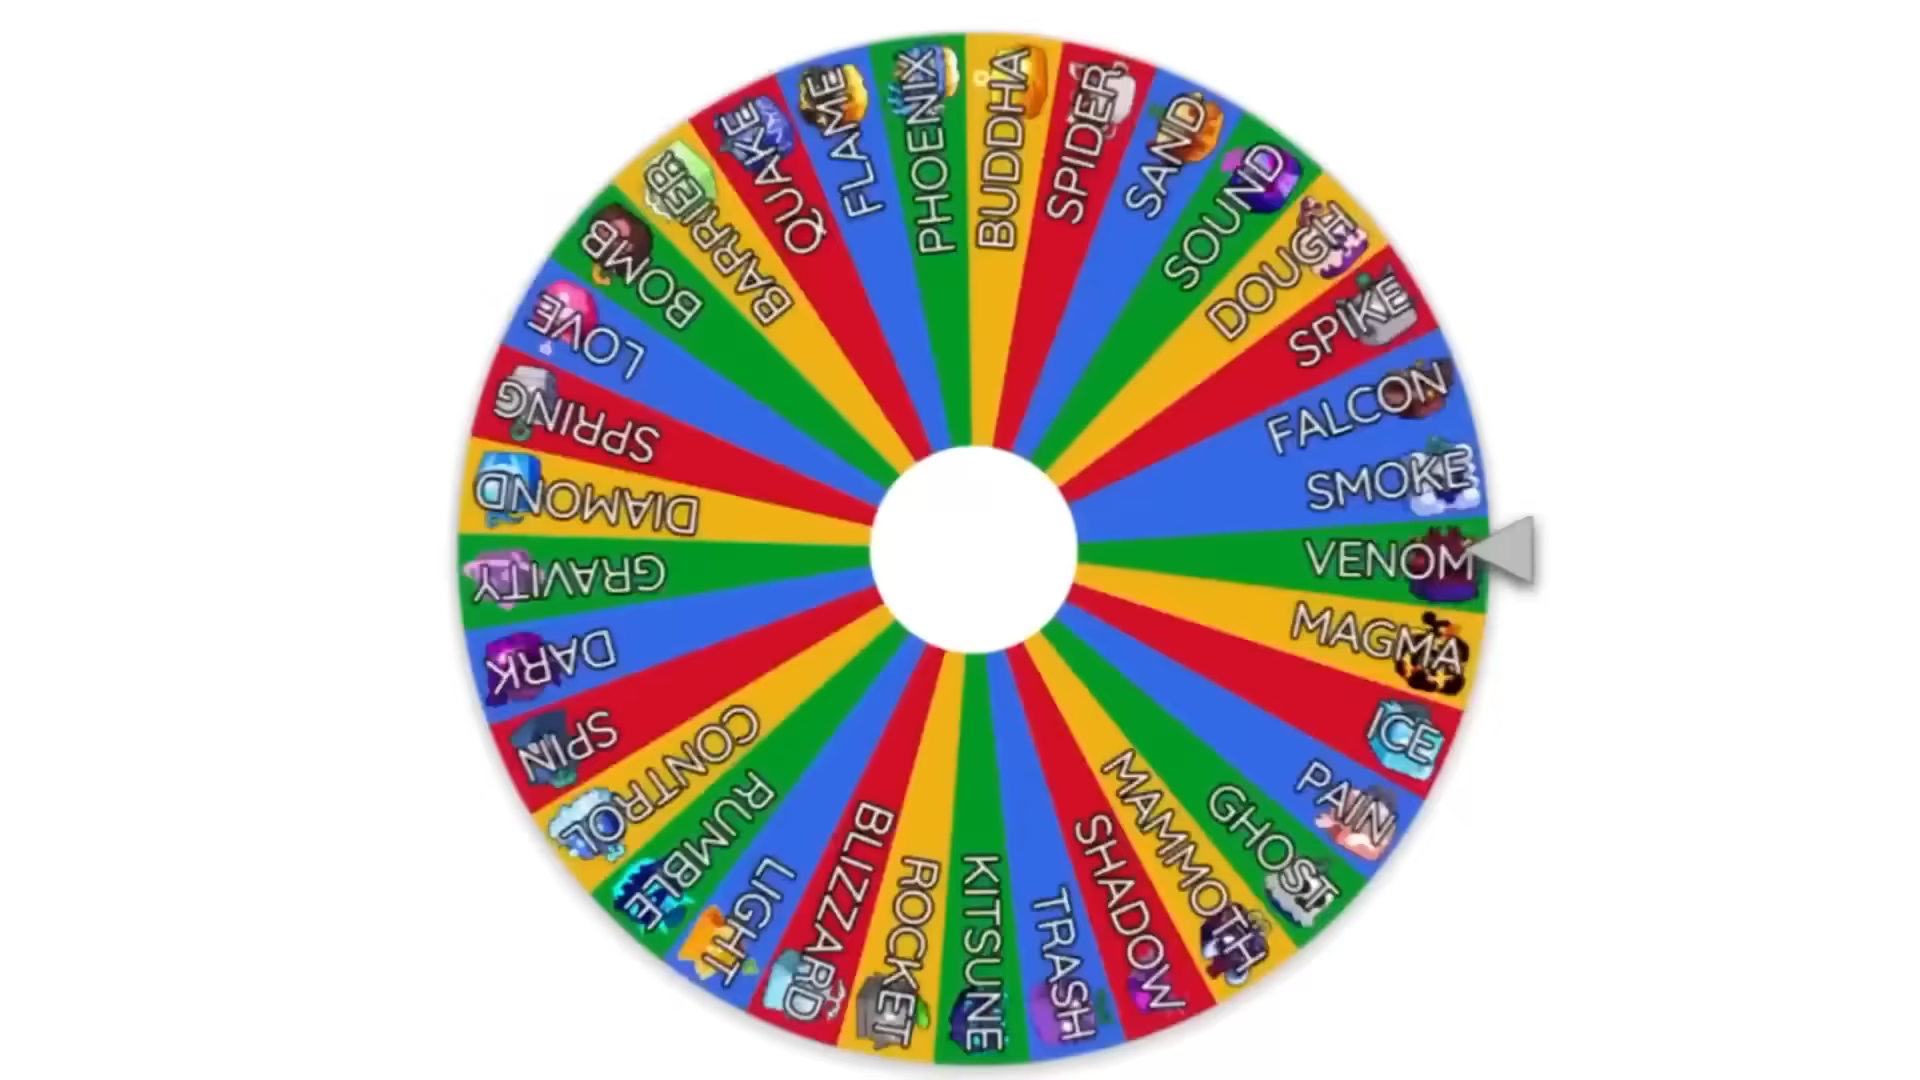 BUDDHA
SPIDER
SAND
SOUND
DOUGH
SPIKE
FALCON
SMOKE
VENOM
MAGMA
ICE
PAIN
GHOST
MAMMOTH
SHADOW
TRASH
KITSUNE
ROCKET
BLIZZARD
LIGHT
RUMBLE
CONTROL
SPIN
DARK
GRAVITY
DIAMOND
SPRING
LOVE
BOMB
BARRIER
QUAKE
FLAME
PHOENIX